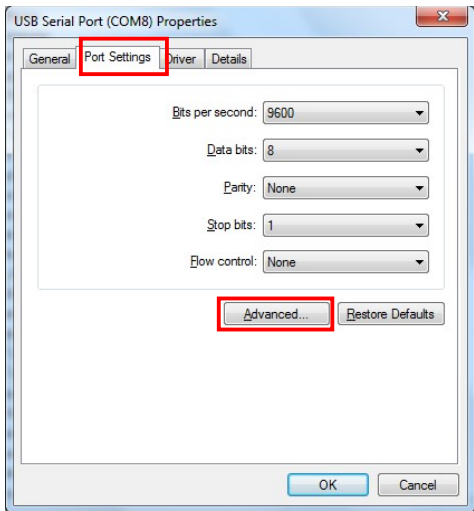 USB Serial Port (COM8) Properties
General Port Settings Driver Details
Bits per second: 9600
Data bits: 8
Parity: None
Stop bits: 1
Flow control: None
Advanced... Restore Defaults
OK Cancel